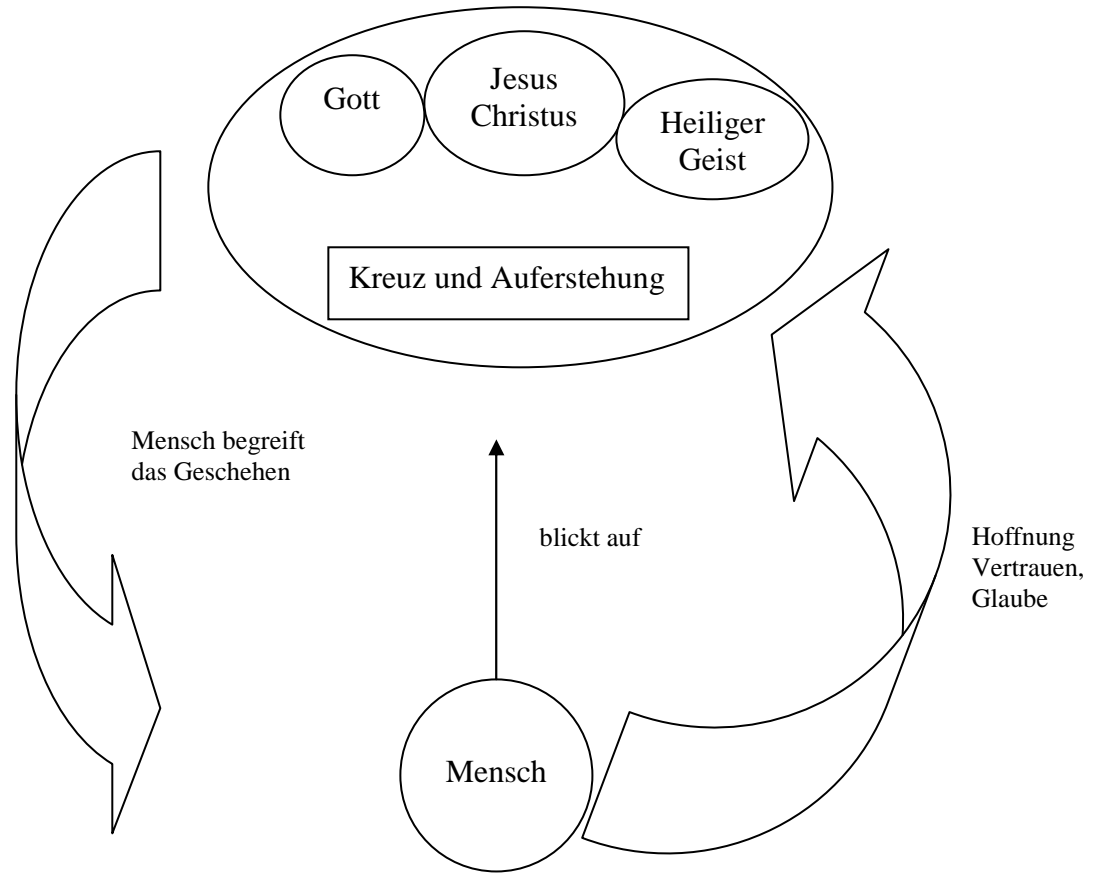 Gott
Jesus
Christus
Heiliger
Geist
Kreuz und Auferstehung
Mensch begreift
das Geschehen
blickt auf
Hoffnung
Vertrauen,
Glaube
Mensch